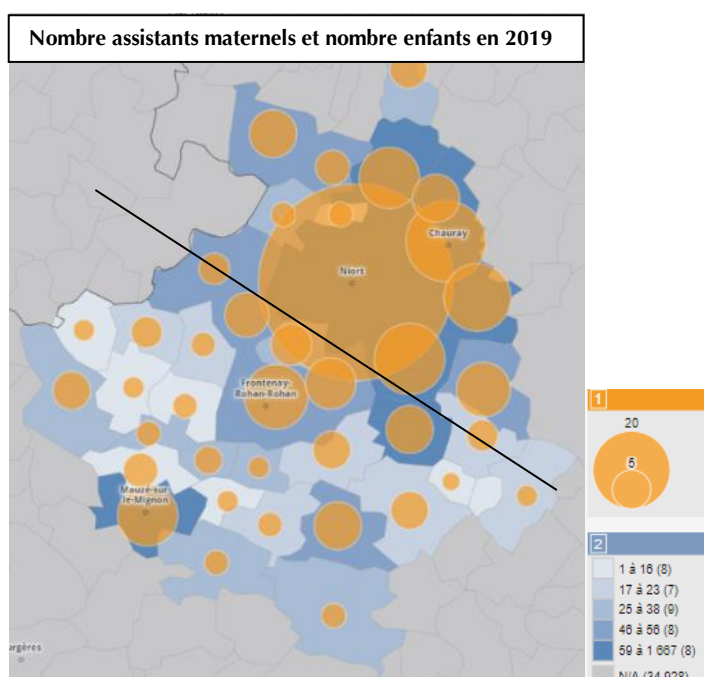 Nombre assistants maternels et nombre enfants en 2019
Chauray
Niort
Frontenay-
Rohan-Rohan
Mauzé-sur-
le-Mignon
urgères
1
20
5
2
1 à 16 (8)
17 à 23 (7)
25 à 38 (9)
46 à 56 (8)
59 à 1 667 (8)
N/A (34 928)